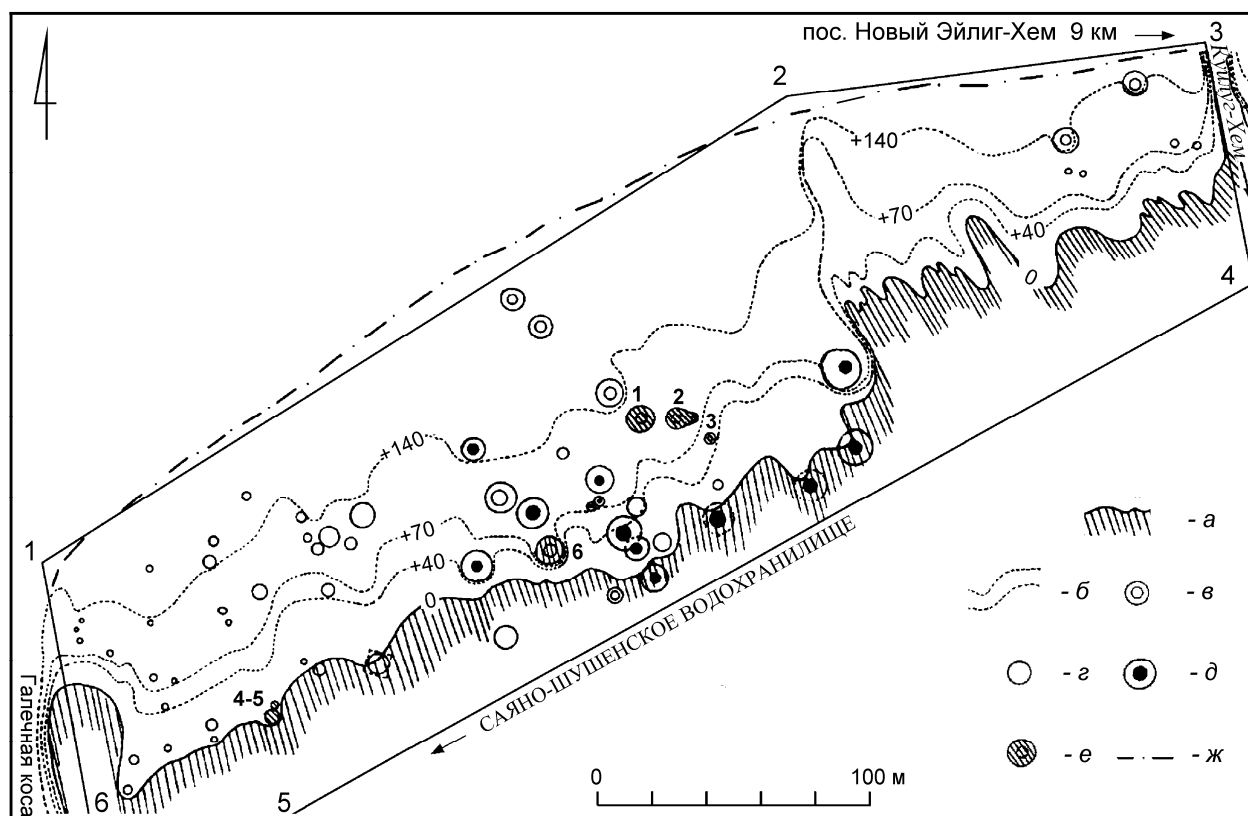 пос. Новый Эйлиг-Хем 9 км
3
2
Куйлуг-Хем
+140
+70
+40
0
4
1
2
3
+140
+70
6
+40
0
1
4-5
САЯНО-ШУШЕНСКОЕ ВОДОХРАНИЛИЩЕ
Галечная коса
6
5
- а
- б
- в
- г
- д
- е
- ж
0
100 м